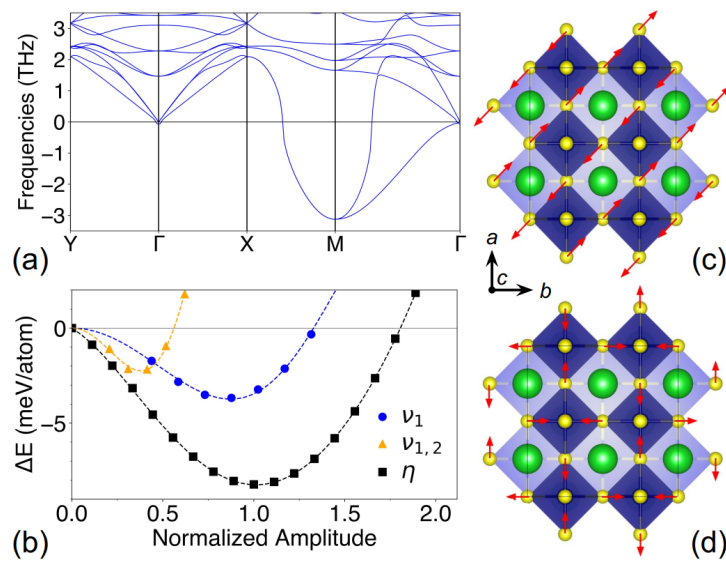 3
2
1
0
−1
−2
−3
Frequencies (THz)
Y
Γ
X
M
Γ
(a)
(c)
a
c
b
0
−5
ΔE (meV/atom)
ν1
ν1,2
η
0.0
0.5
1.0
1.5
2.0
Normalized Amplitude
(b)
(d)